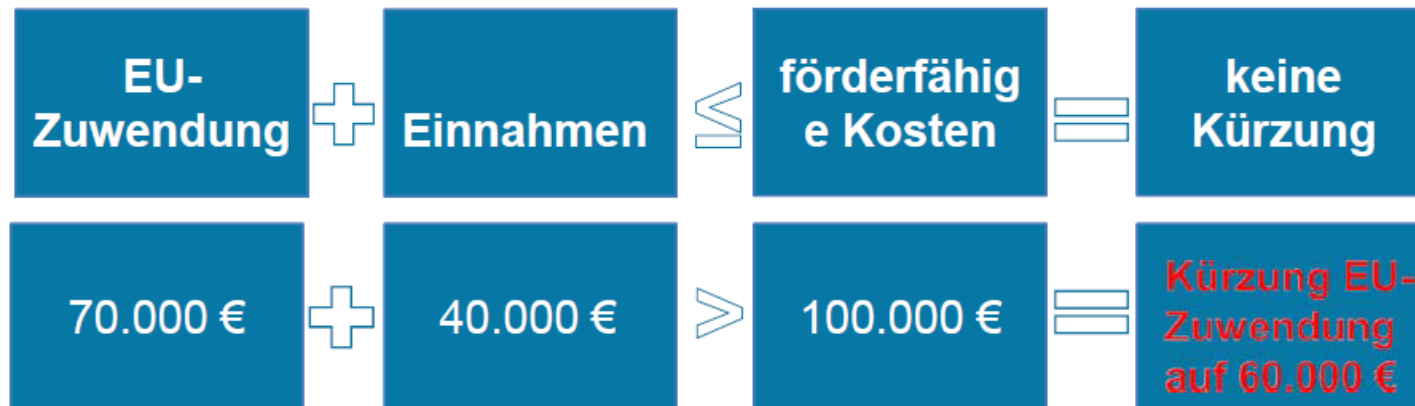 EU-
Zuwendung
+
Einnahmen
≤
förderfähig
e Kosten
=
keine
Kürzung
70.000 €
+
40.000 €
>
100.000 €
=
Kürzung EU-
Zuwendung
auf 60.000 €